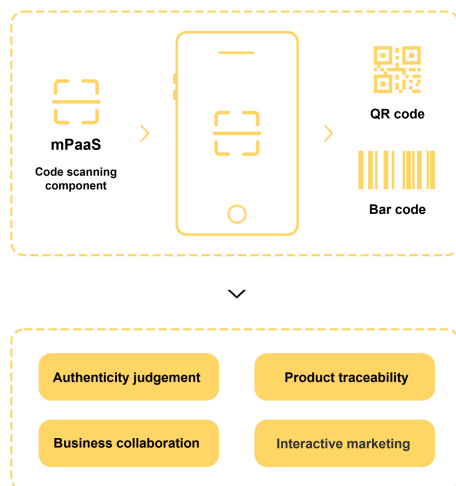 mPaaS
Code scanning
component
QR code
Bar code
Authenticity judgement
Product traceability
Business collaboration
Interactive marketing